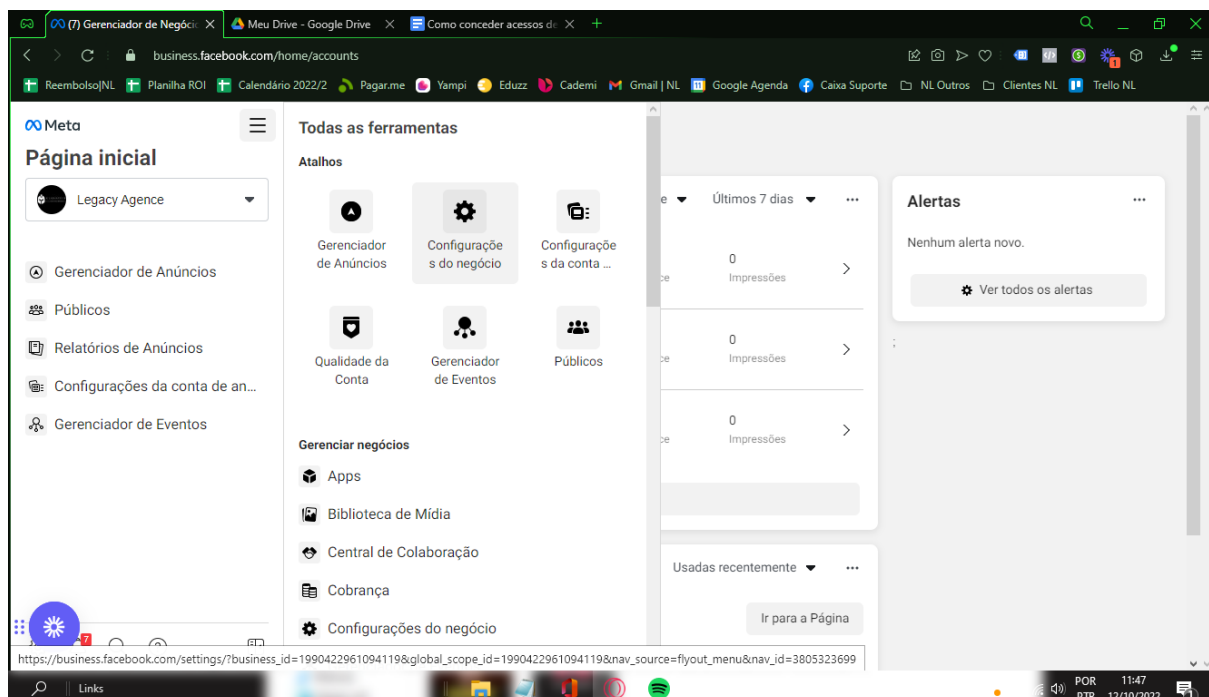 (7) Gerenciador de Negóci
Meu Drive - Google Drive
Como conceder acessos de
business.facebook.com/home/accounts
Reembolso|NL
Planilha ROI
Calendário 2022/2
Pagar.me
Yampi
Eduzz
Cademi
Gmail | NL
Google Agenda
Caixa Suporte
NL Outros
Clientes NL
Trello NL
Meta
Página inicial
Legacy Agence
Gerenciador de Anúncios
Públicos
Relatórios de Anúncios
Configurações da conta de an...
Gerenciador de Eventos
7
Todas as ferramentas
Atalhos
Gerenciador
de Anúncios
Configuraçõe
s do negócio
Configuraçõe
s da conta ...
Qualidade da
Conta
Gerenciador
de Eventos
Públicos
Gerenciar negócios
Apps
Biblioteca de Mídia
Central de Colaboração
Cobrança
Configurações do negócio
Últimos 7 dias
0
Impressões
0
Impressões
0
Impressões
Usadas recentemente
Ir para a Página
Alertas
Nenhum alerta novo.
Ver todos os alertas
;
https://business.facebook.com/settings/?business_id=1990422961094119&global_scope_id=1990422961094119&nav_source=flyout_menu&nav_id=3805323699
Links
POR
PTB
11:47
12/10/2022